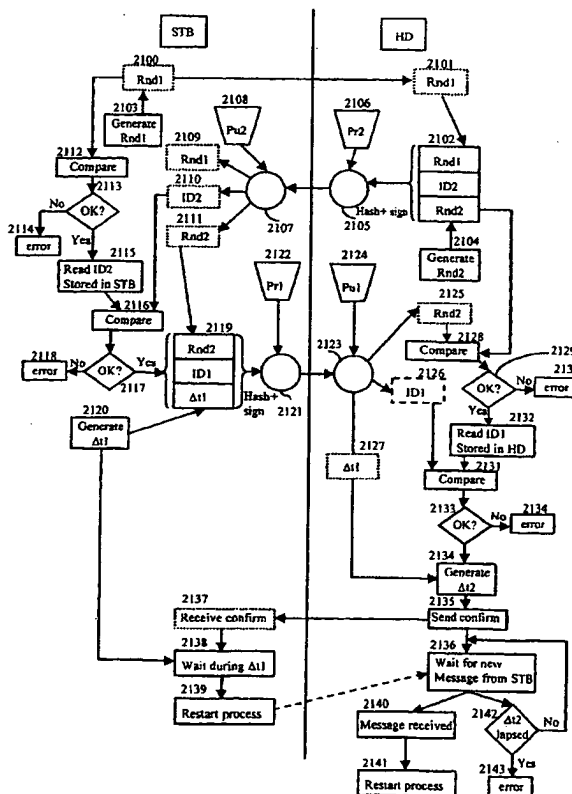 STB
HD
2100
Rnd1
2101
Rnd1
2103
Generate
Rnd1
2108
Pu2
2106
Pr2
2102
Rnd1
ID2
Rnd2
2109
Rnd1
2112
Compare
2110
ID2
2113
OK?
No
Yes
2107
2105
Hash+ sign
2111
Rnd2
2114
error
2104
Generate
Rnd2
2115
Read ID2
Stored in STB
2122
Pr1
2124
Pu1
2125
Rnd2
2116
Compare
2119
Rnd2
ID1
Δt1
2128
Compare
2129
2118
error
No
OK?
Yes
2117
2123
2126
ID1
OK?
No
213
error
Yes
Hash+
sign
2121
2132
Read ID1
Stored in HD
2120
Generate
Δt1
2127
Δt1
2131
Compare
2133
OK?
No
2134
error
2134
Generate
Δt2
2137
Receive confirm
2135
Send confirm
2138
Wait during Δt1
2136
Wait for new
Message from STB
2139
Restart process
2140
Message received
2142
Δt2
lapsed
No
Yes
2141
Restart process
2143
error